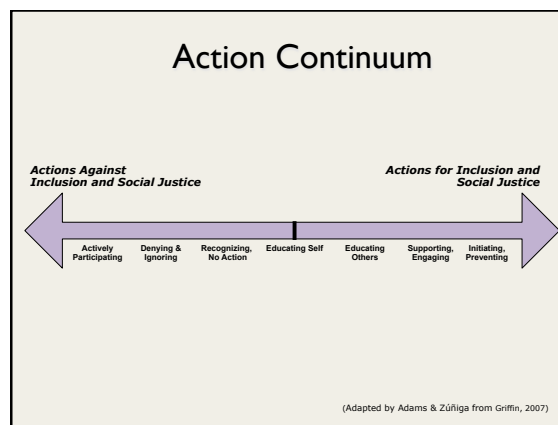 Action Continuum
Actions Against
Inclusion and Social Justice
Actions for Inclusion and
Social Justice
Actively
Participating
Denying &
Ignoring
Recognizing,
No Action
Educating Self
Educating
Others
Supporting,
Engaging
Initiating,
Preventing
(Adapted by Adams & Zúñiga from Griffin, 2007)